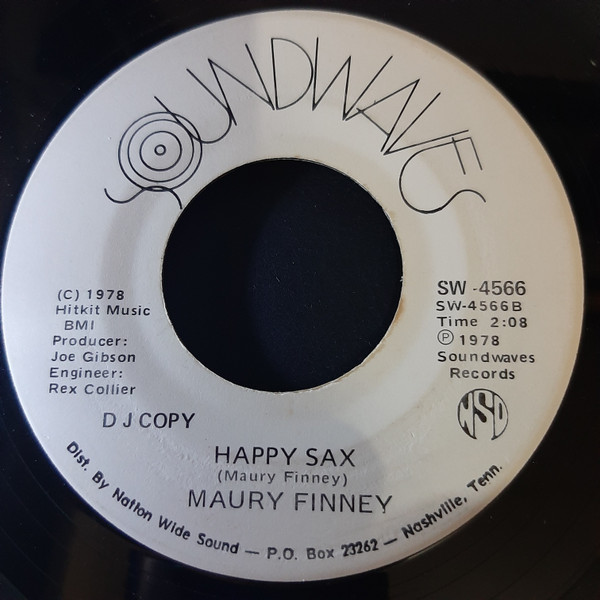 SOUNDWAVES
(C) 1978
Hitkit Music
BMI
Producer:
Joe Gibson
Engineer:
Rex Collier
SW -4566
SW-4566B
Time 2:08
Ⓟ 1978
Soundwaves
Records
NSD
D J COPY
HAPPY SAX
(Maury Finney)
MAURY FINNEY
Dist. By Nation Wide Sound — P.O. Box 23262 — Nashville, Tenn.